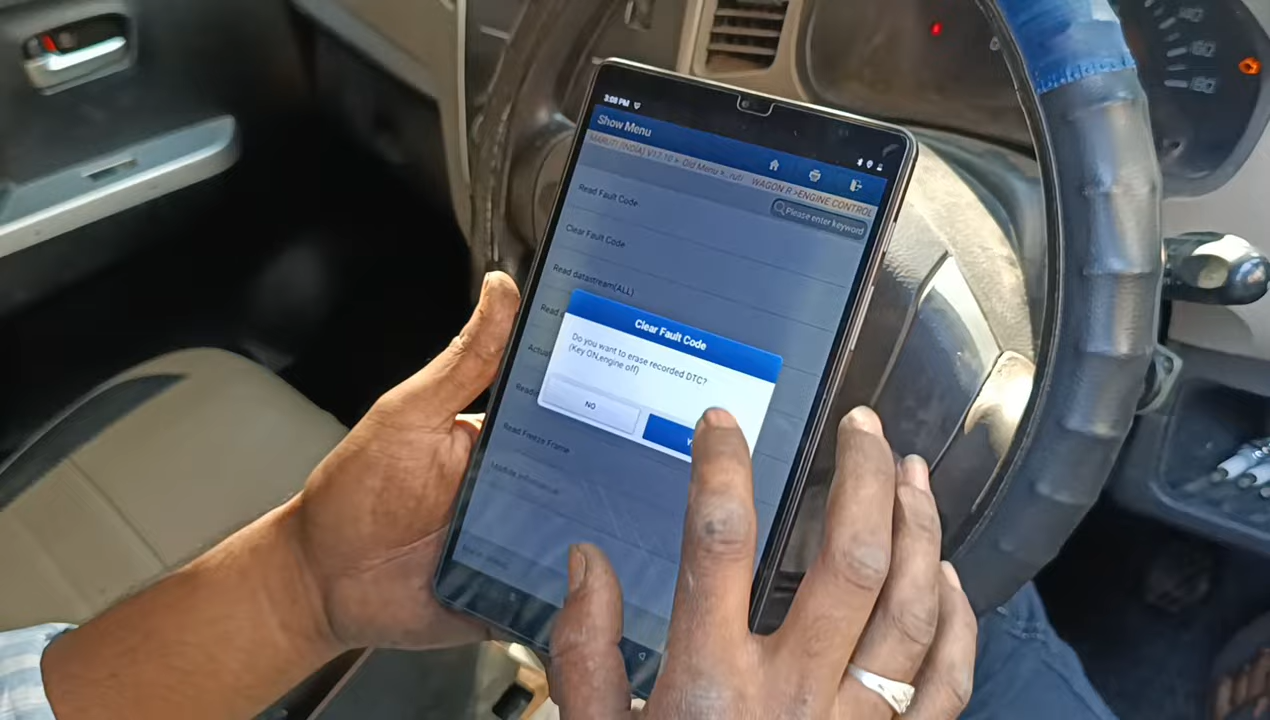 3:08 PM
Show Menu
MARUTI (INDIA) V17.10 > Old Menu >
WAGON R >ENGINE CONTROL
Please enter keyword
Read Fault Code
Clear Fault Code
Read datastream(ALL)
Clear Fault Code
Do you want to erase recorded DTC?
(Key ON,engine off)
NO
Read Freeze Frame
160
180